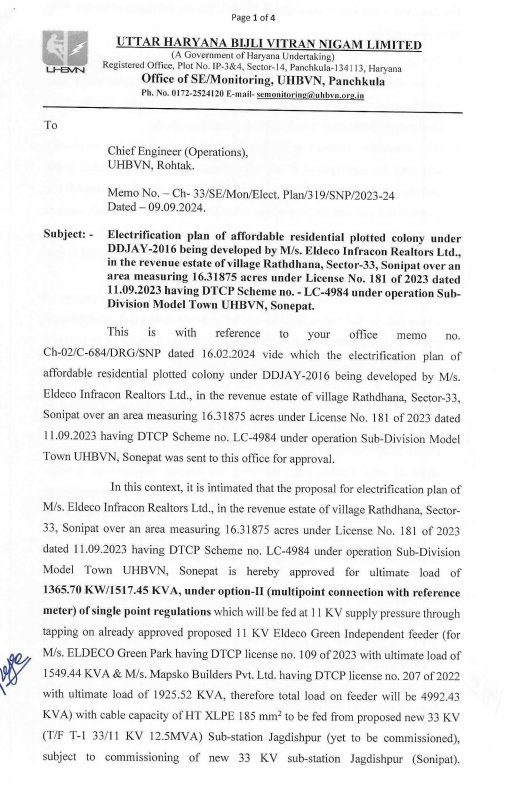 Page 1 of 4
UTTAR HARYANA BIJLI VITRAN NIGAM LIMITED
(A Government of Haryana Undertaking)
Registered Office, Plot No. IP-3&4, Sector-14, Panchkula-134113, Haryana
UHBVN
Office of SE/Monitoring, UHBVN, Panchkula
Ph. No. 0172-2524120 E-mail- semonitoring@uhbvn.org.in
To
Chief Engineer (Operations),
UHBVN, Rohtak.
Memo No. – Ch- 33/SE/Mon/Elect. Plan/319/SNP/2023-24
Dated – 09.09.2024.
Subject: - Electrification plan of affordable residential plotted colony under
DDJAY-2016 being developed by M/s. Eldeco Infracon Realtors Ltd.,
in the revenue estate of village Rathdhana, Sector-33, Sonipat over an
area measuring 16.31875 acres under License No. 181 of 2023 dated
11.09.2023 having DTCP Scheme no. - LC-4984 under operation Sub-
Division Model Town UHBVN, Sonepat.
This is with reference to your office memo no.
Ch-02/C-684/DRG/SNP dated 16.02.2024 vide which the electrification plan of
affordable residential plotted colony under DDJAY-2016 being developed by M/s.
Eldeco Infracon Realtors Ltd., in the revenue estate of village Rathdhana, Sector-33,
Sonipat over an area measuring 16.31875 acres under License No. 181 of 2023 dated
11.09.2023 having DTCP Scheme no. LC-4984 under operation Sub-Division Model
Town UHBVN, Sonepat was sent to this office for approval.
In this context, it is intimated that the proposal for electrification plan of
M/s. Eldeco Infracon Realtors Ltd., in the revenue estate of village Rathdhana, Sector-
33, Sonipat over an area measuring 16.31875 acres under License No. 181 of 2023
dated 11.09.2023 having DTCP Scheme no. LC-4984 under operation Sub-Division
Model Town UHBVN, Sonepat is hereby approved for ultimate load of
1365.70 KW/1517.45 KVA, under option-II (multipoint connection with reference
meter) of single point regulations which will be fed at 11 KV supply pressure through
tapping on already approved proposed 11 KV Eldeco Green Independent feeder (for
M/s. ELDECO Green Park having DTCP license no. 109 of 2023 with ultimate load of
1549.44 KVA & M/s. Mapsko Builders Pvt. Ltd. having DTCP license no. 207 of 2022
with ultimate load of 1925.52 KVA, therefore total load on feeder will be 4992.43
KVA) with cable capacity of HT XLPE 185 mm² to be fed from proposed new 33 KV
(T/F T-1 33/11 KV 12.5MVA) Sub-station Jagdishpur (yet to be commissioned),
subject to commissioning of new 33 KV sub-station Jagdishpur (Sonipat).